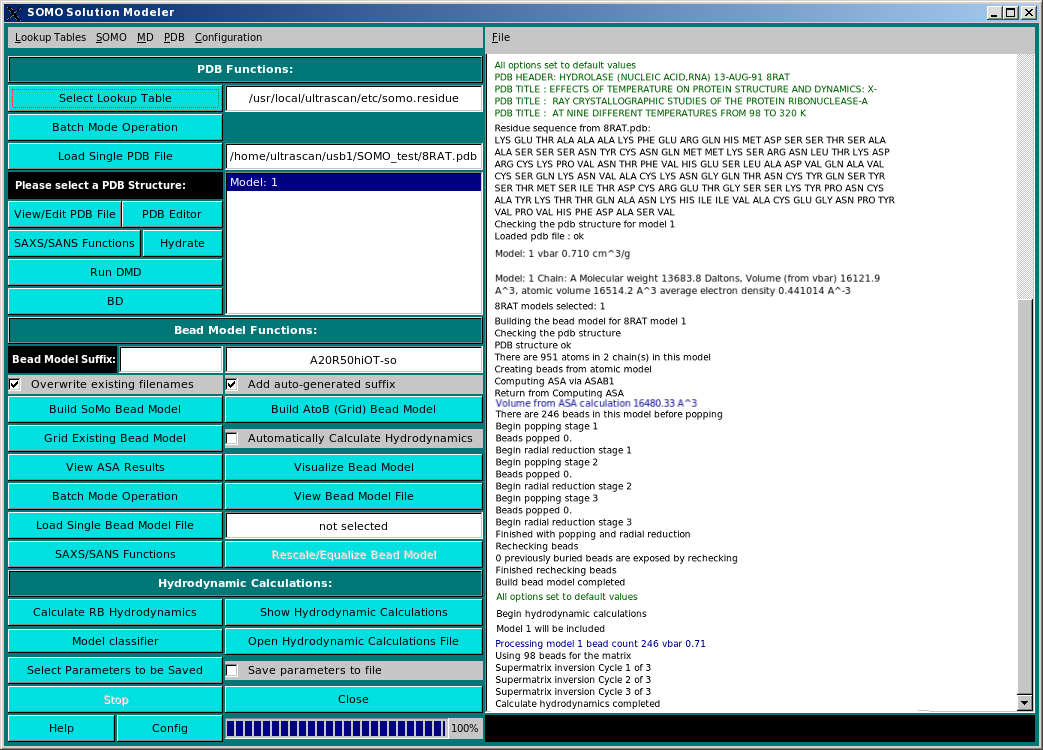 SOMO Solution Modeler
Lookup Tables SOMO MD PDB Configuration
PDB Functions:
Select Lookup Table
/usr/local/ultrascan/etc/somo.residue
Batch Mode Operation
Load Single PDB File
/home/ultrascan/usb1/SOMO_test/8RAT.pdb
Please select a PDB Structure:
Model: 1
View/Edit PDB File
PDB Editor
SAXS/SANS Functions
Hydrate
Run DMD
BD
Bead Model Functions:
Bead Model Suffix:
A20R50hiOT-so
Overwrite existing filenames
Add auto-generated suffix
Build SoMo Bead Model
Build AtoB (Grid) Bead Model
Grid Existing Bead Model
Automatically Calculate Hydrodynamics
View ASA Results
Visualize Bead Model
Batch Mode Operation
View Bead Model File
Load Single Bead Model File
not selected
SAXS/SANS Functions
Rescale/Equalize Bead Model
Hydrodynamic Calculations:
Calculate RB Hydrodynamics
Show Hydrodynamic Calculations
Model classifier
Open Hydrodynamic Calculations File
Select Parameters to be Saved
Save parameters to file
Stop
Close
Help
Config
100%
File
All options set to default values
PDB HEADER: HYDROLASE (NUCLEIC ACID,RNA) 13-AUG-91 8RAT
PDB TITLE : EFFECTS OF TEMPERATURE ON PROTEIN STRUCTURE AND DYNAMICS: X-
PDB TITLE : RAY CRYSTALLOGRAPHIC STUDIES OF THE PROTEIN RIBONUCLEASE-A
PDB TITLE : AT NINE DIFFERENT TEMPERATURES FROM 98 TO 320 K
Residue sequence from 8RAT.pdb:
LYS GLU THR ALA ALA ALA LYS PHE GLU ARG GLN HIS MET ASP SER SER THR SER ALA
ALA SER SER SER ASN TYR CYS ASN GLN MET MET LYS SER ARG ASN LEU THR LYS ASP
ARG CYS LYS PRO VAL ASN THR PHE VAL HIS GLU SER LEU ALA ASP VAL GLN ALA VAL
CYS SER GLN LYS ASN VAL ALA CYS LYS ASN GLY GLN THR ASN CYS TYR GLN SER TYR
SER THR MET SER ILE THR ASP CYS ARG GLU THR GLY SER SER LYS TYR PRO ASN CYS
ALA TYR LYS THR THR GLN ALA ASN LYS HIS ILE ILE VAL ALA CYS GLU GLY ASN PRO TYR
VAL PRO VAL HIS PHE ASP ALA SER VAL
Checking the pdb structure for model 1
Loaded pdb file : ok
Model: 1 vbar 0.710 cm^3/g
Model: 1 Chain: A Molecular weight 13683.8 Daltons, Volume (from vbar) 16121.9
A^3, atomic volume 16514.2 A^3 average electron density 0.441014 A^-3
8RAT models selected: 1
Building the bead model for 8RAT model 1
Checking the pdb structure
PDB structure ok
There are 951 atoms in 2 chain(s) in this model
Creating beads from atomic model
Computing ASA via ASAB1
Return from Computing ASA
Volume from ASA calculation 16480.33 A^3
There are 246 beads in this model before popping
Begin popping stage 1
Beads popped 0.
Begin radial reduction stage 1
Begin popping stage 2
Beads popped 0.
Begin radial reduction stage 2
Begin popping stage 3
Beads popped 0.
Begin radial reduction stage 3
Finished with popping and radial reduction
Rechecking beads
0 previously buried beads are exposed by rechecking
Finished rechecking beads
Build bead model completed
All options set to default values
Begin hydrodynamic calculations
Model 1 will be included
Processing model 1 bead count 246 vbar 0.71
Using 98 beads for the matrix
Supermatrix inversion Cycle 1 of 3
Supermatrix inversion Cycle 2 of 3
Supermatrix inversion Cycle 3 of 3
Calculate hydrodynamics completed